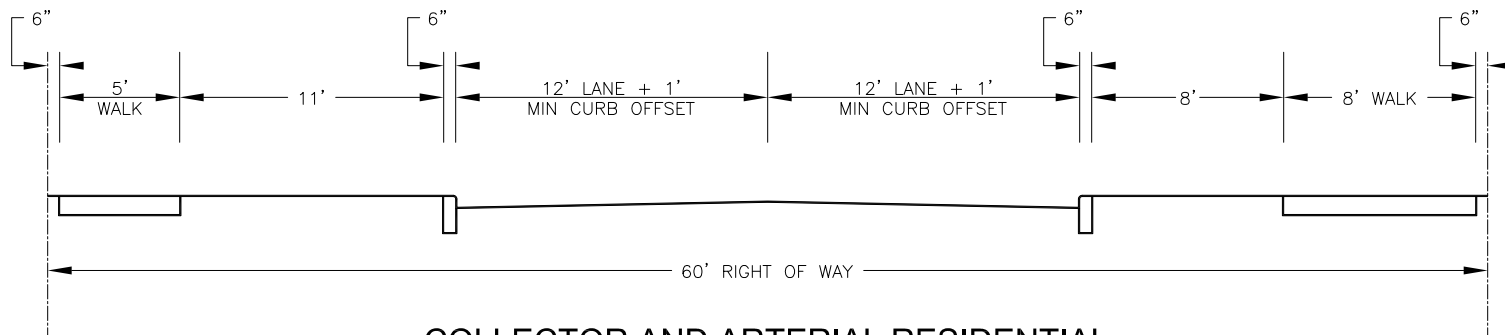 6” 6” 6” 6”
5’ WALK
11’
12’ LANE + 1’
MIN CURB OFFSET
12’ LANE + 1’
MIN CURB OFFSET
8’
8’ WALK
60’ RIGHT OF WAY
COLLECTOR AND ARTERIAL RESIDENTIAL